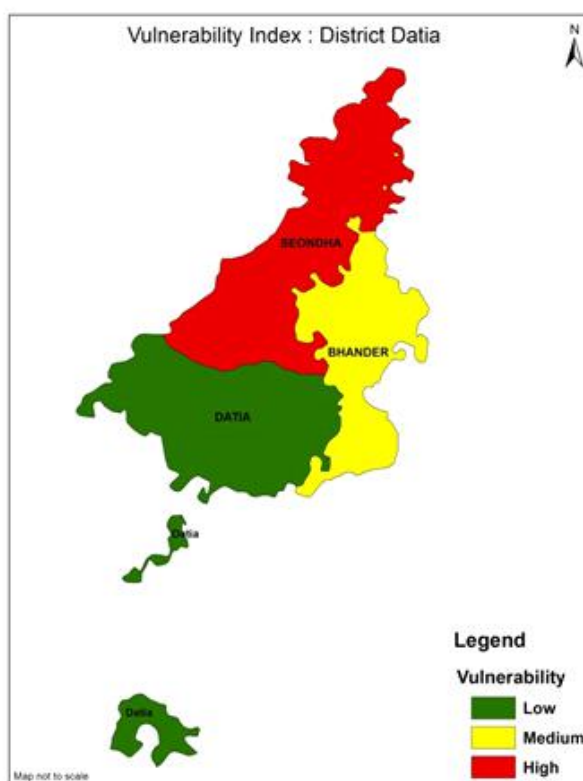 Vulnerability Index : District Datia
N
SEONDHA
BHANDER
DATIA
Datia
Datia
Legend
Vulnerability
Low
Medium
High
Map not to scale